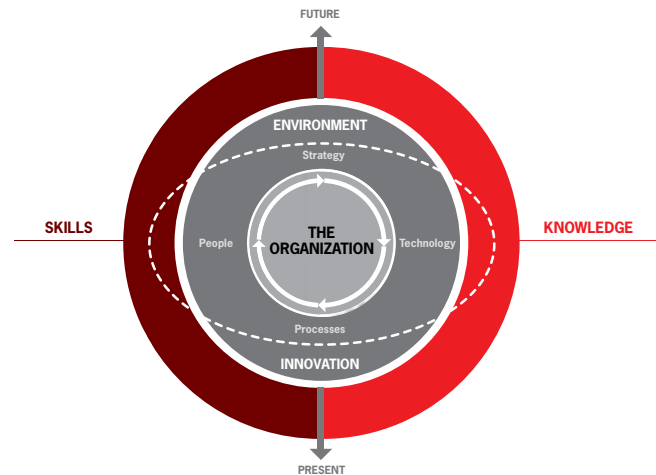 FUTURE
ENVIRONMENT
Strategy
SKILLS
People
THE
ORGANIZATION
Technology
KNOWLEDGE
Processes
INNOVATION
PRESENT